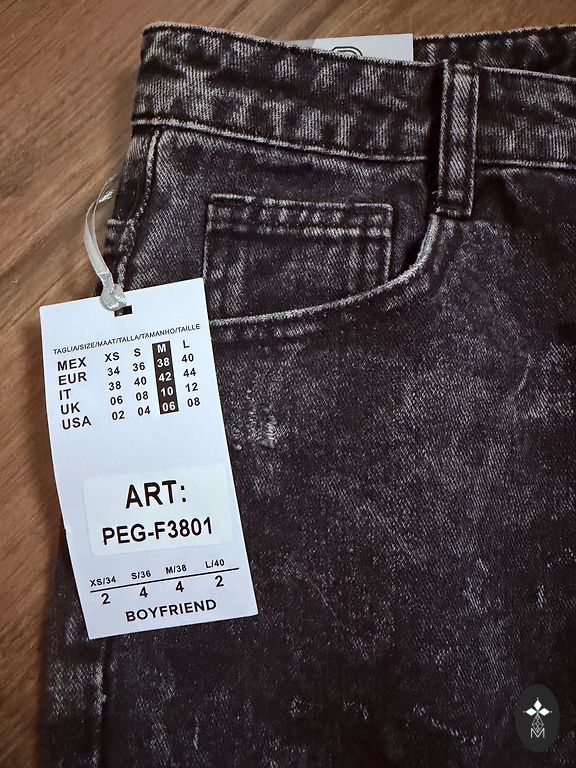 TAGLIA/SIZE/MAAT/TALLA/TAMANHO/TAILLE
MEX XS S M L
EUR 34 36 38 40
IT 38 40 42 44
UK 06 08 10 12
USA 02 04 06 08
ART:
PEG-F3801
XS/34 S/36 M/38 L/40
2 4 4 2
BOYFRIEND
M